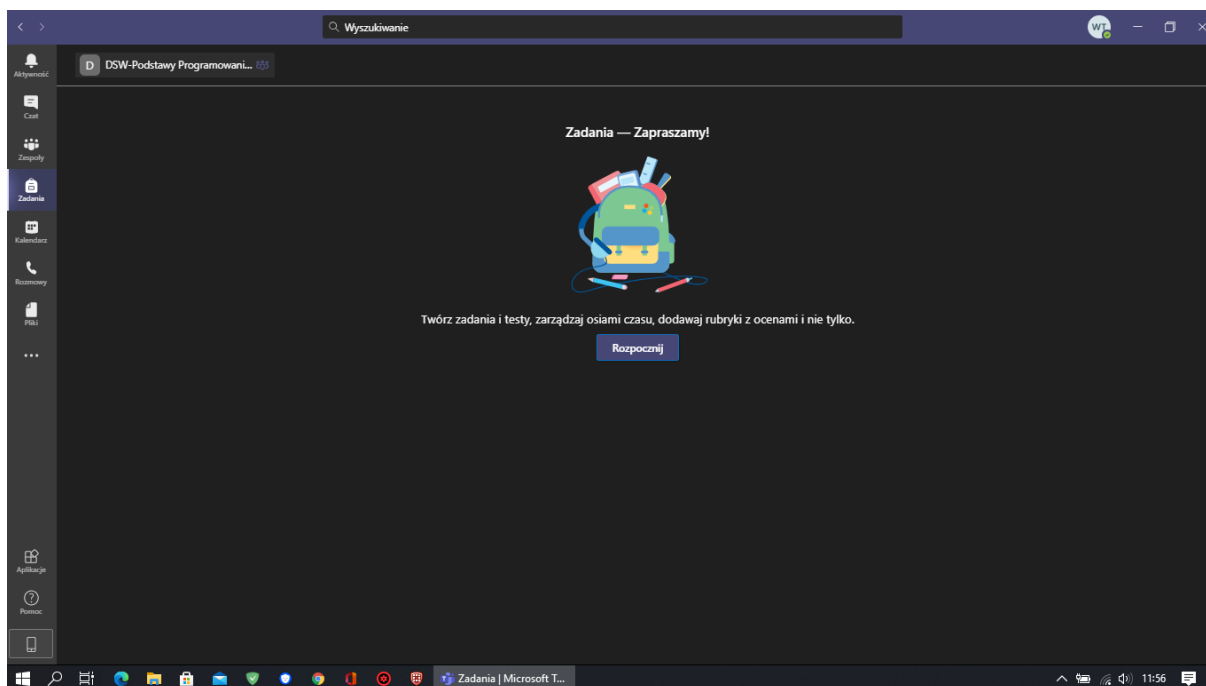 Wyszukiwanie
WT
Aktywność
D DSW-Podstawy Programowani...
Czat
Zespoły
Zadania
Kalendarz
Rozmowy
Pliki
Zadania — Zapraszamy!
Twórz zadania i testy, zarządzaj osiami czasu, dodawaj rubryki z ocenami i nie tylko.
Rozpocznij
Aplikacje
Pomoc
Zadania | Microsoft T...
11:56